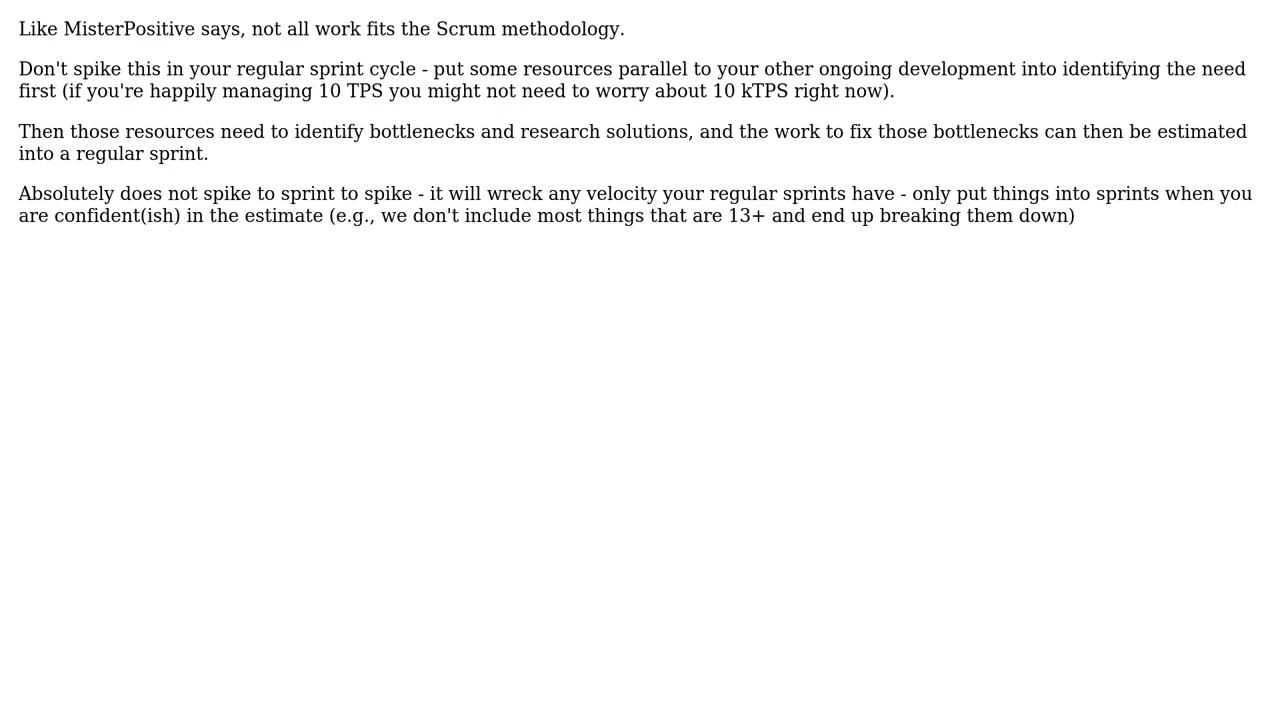 Like MisterPositive says, not all work fits the Scrum methodology.
Don't spike this in your regular sprint cycle - put some resources parallel to your other ongoing development into identifying the need
first (if you're happily managing 10 TPS you might not need to worry about 10 kTPS right now).
Then those resources need to identify bottlenecks and research solutions, and the work to fix those bottlenecks can then be estimated
into a regular sprint.
Absolutely does not spike to sprint to spike - it will wreck any velocity your regular sprints have - only put things into sprints when you
are confident(ish) in the estimate (e.g., we don't include most things that are 13+ and end up breaking them down)